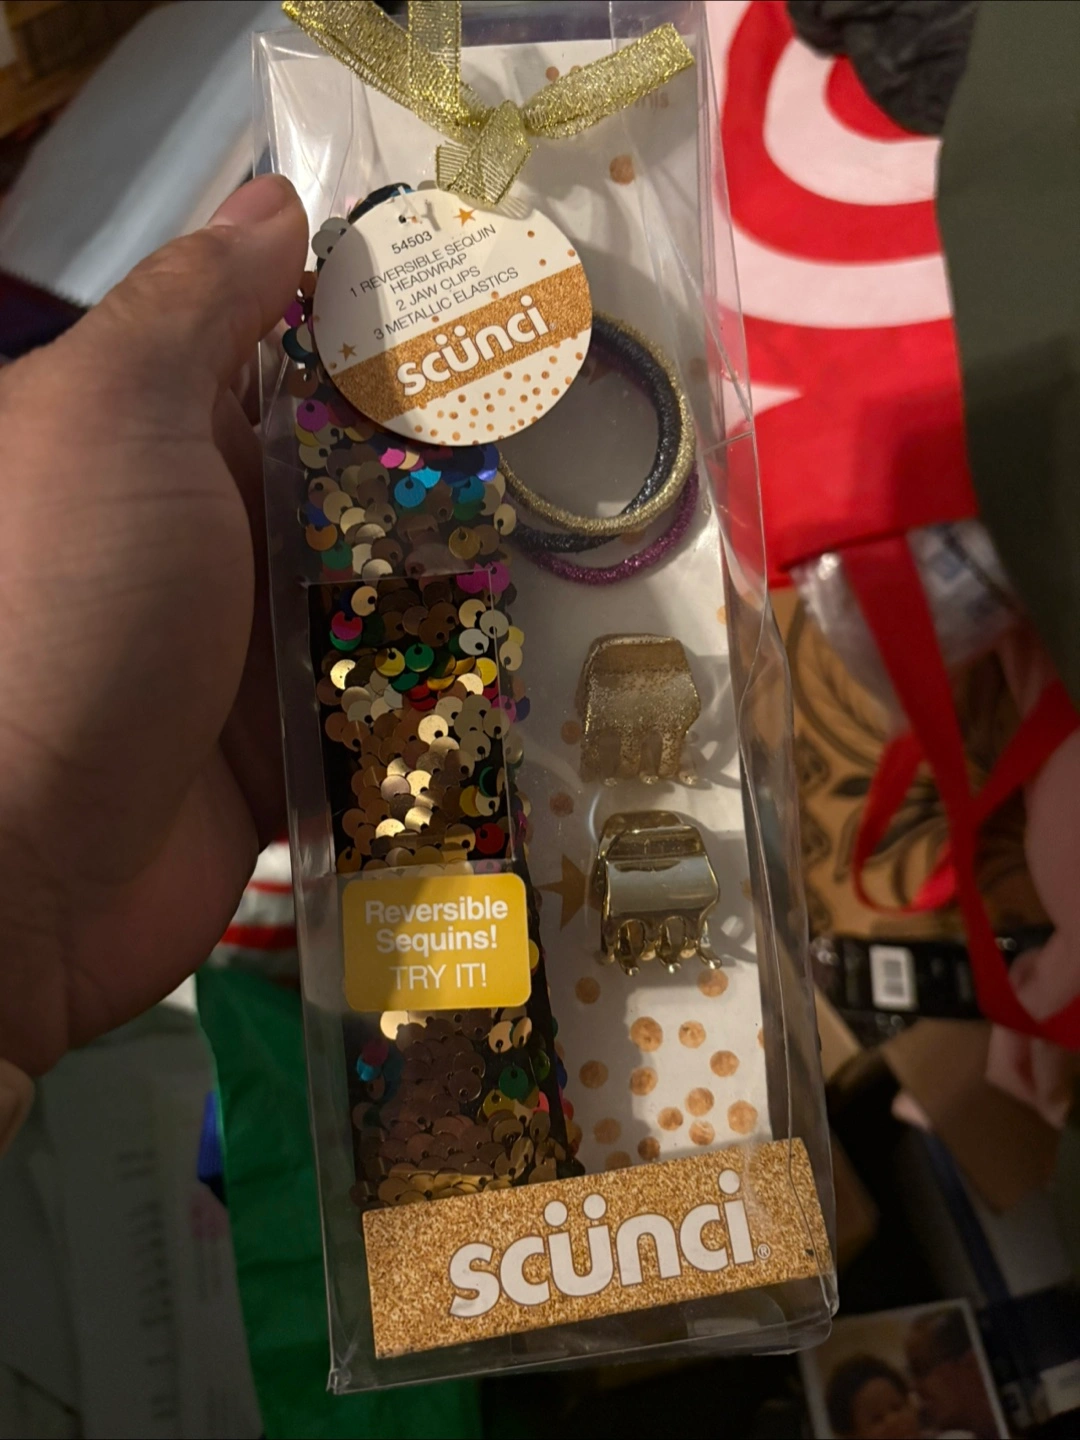 54503
1 REVERSIBLE SEQUIN
HEADWRAP
2 JAW CLIPS
3 METALLIC ELASTICS
scünci
Reversible
Sequins!
TRY IT!
scünci®